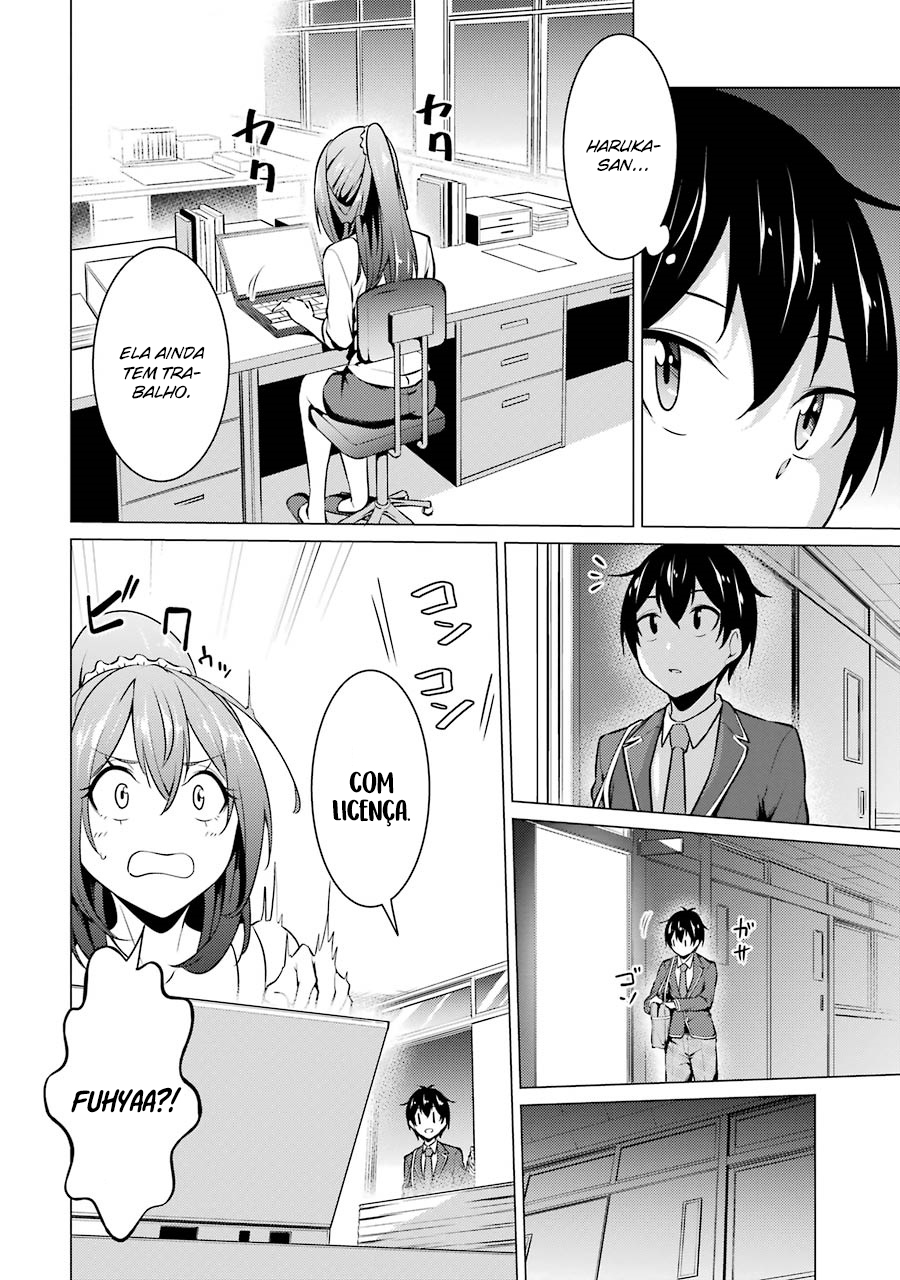 HARUKA-
SAN...
カタ
カタ
ELA AINDA
TEM TRA-
BALHO.
ガサ
ゴソ
コン
コン
COM
LICENÇA.
ビクゥッ
FUHYAA?!